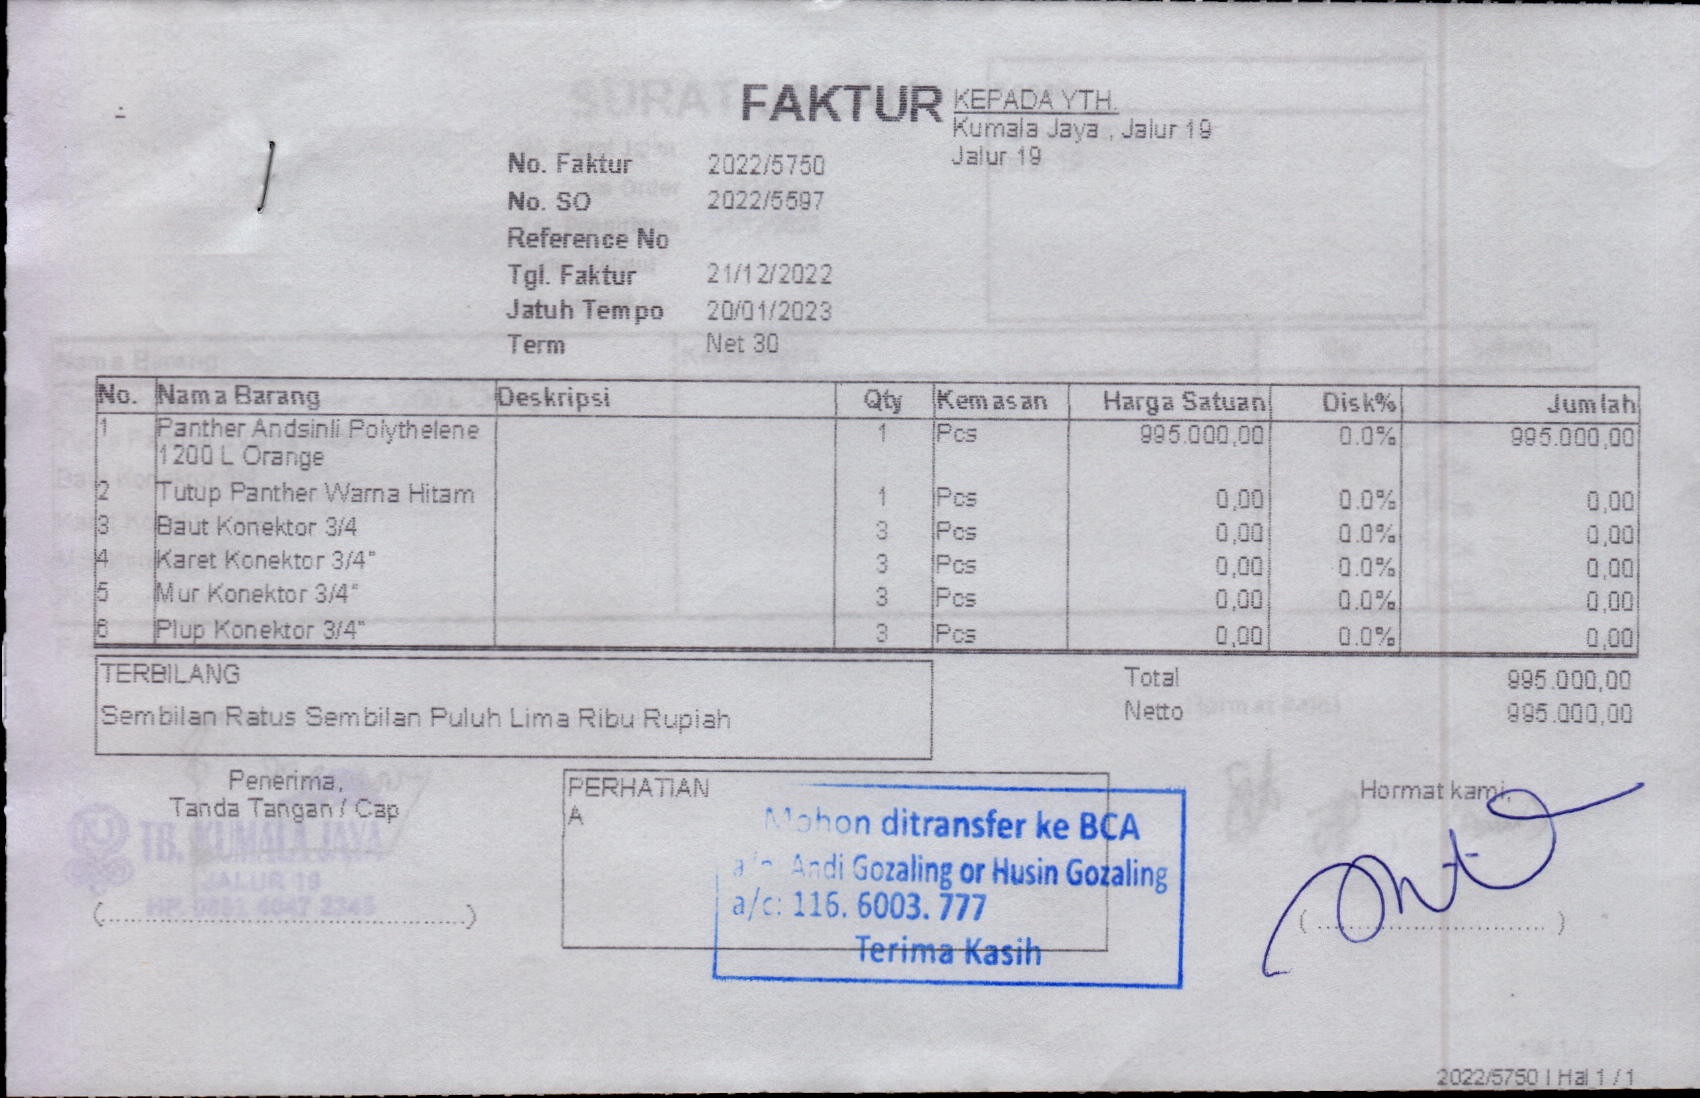 FAKTUR
KEPADA YTH.
Kumala Jaya , Jalur 19
Jalur 19
No. Faktur 2022/5750
No. SO 2022/5597
Reference No
Tgl. Faktur 21/12/2022
Jatuh Tempo 20/01/2023
Term Net 30
No. Nama Barang Deskripsi Qty Kemasan Harga Satuan Disk% Jumlah
1 Panther Andsinli Polythelene 1 Pcs 995.000,00 0.0% 995.000,00
1200 L Orange
2 Tutup Panther Warna Hitam 1 Pcs 0,00 0.0% 0,00
3 Baut Konektor 3/4 3 Pcs 0,00 0.0% 0,00
4 Karet Konektor 3/4" 3 Pcs 0,00 0.0% 0,00
5 Mur Konektor 3/4" 3 Pcs 0,00 0.0% 0,00
6 Plup Konektor 3/4" 3 Pcs 0,00 0.0% 0,00
TERBILANG
Sembilan Ratus Sembilan Puluh Lima Ribu Rupiah
Total 995.000,00
Netto 995.000,00
Penerima,
Tanda Tangan / Cap
TB. KUMALA JAYA
JALUR 19
(..........)
PERHATIAN
A
Mohon ditransfer ke BCA
a/n. Andi Gozaling or Husin Gozaling
a/c: 116. 6003. 777
Terima Kasih
Hormat kami,
(..........)
2022/5750 | Hal 1 / 1